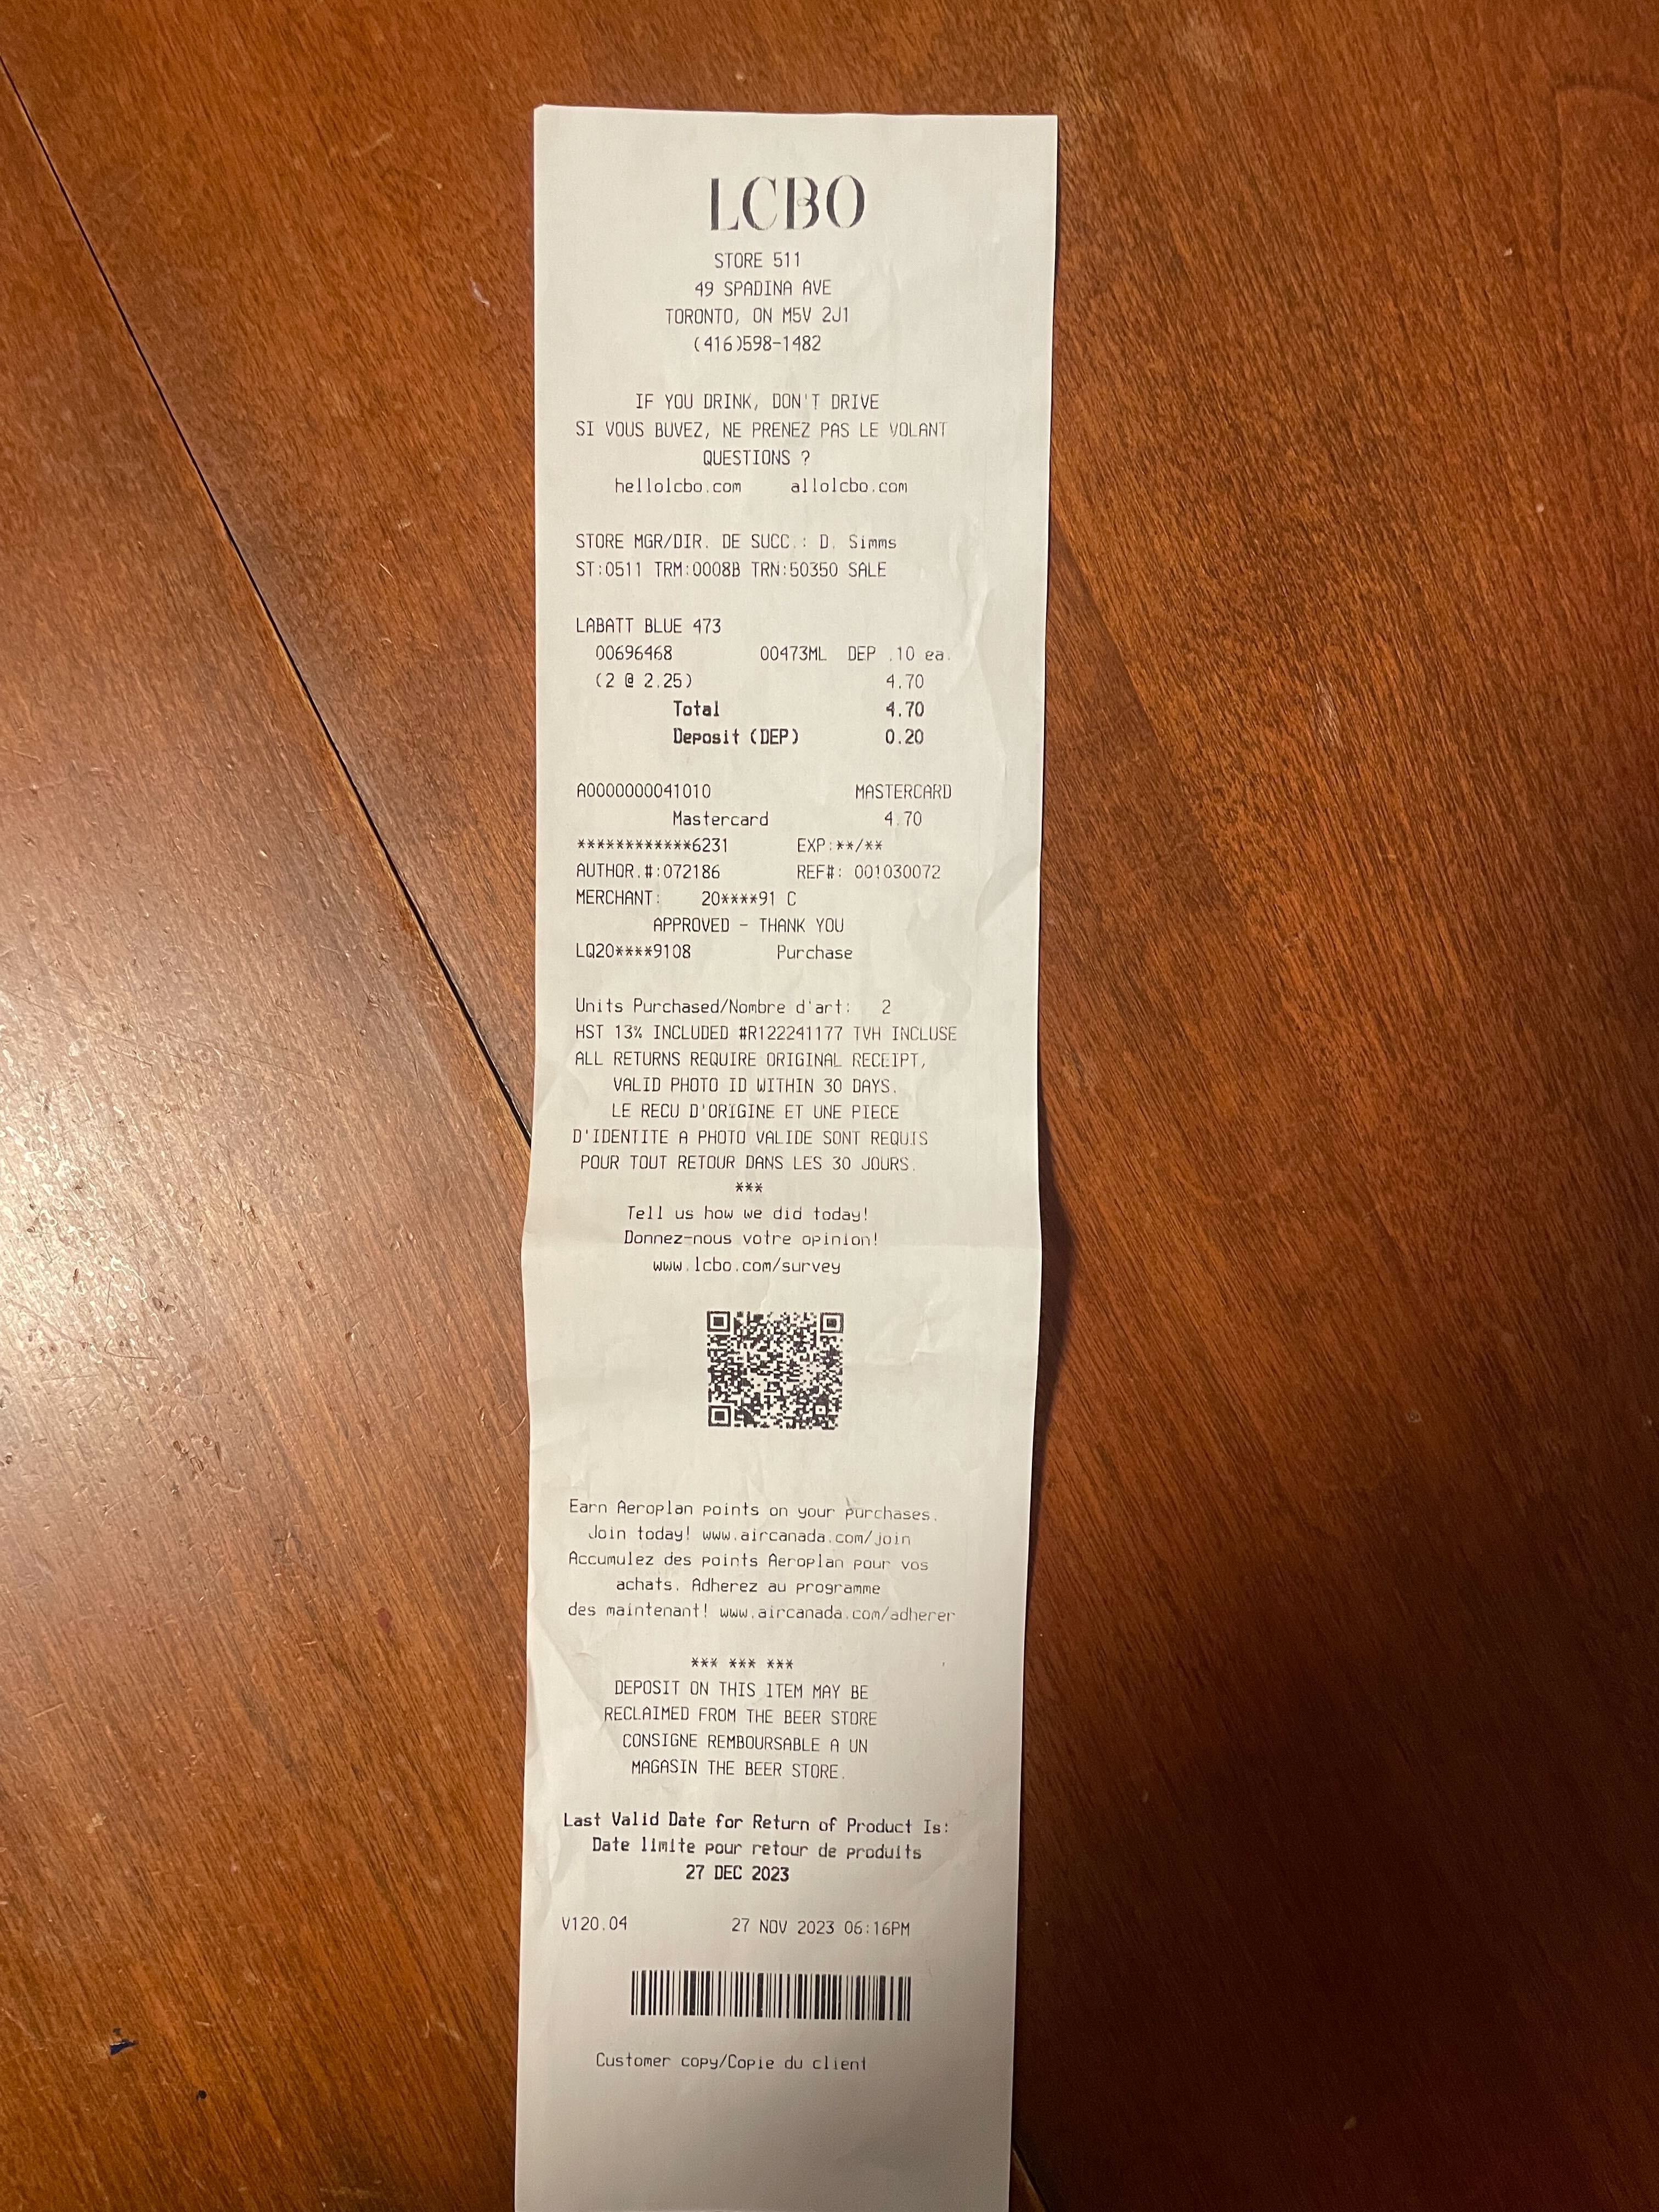 LCBO
STORE 511
49 SPADINA AVE
TORONTO, ON M5V 2J1
(416)598-1482
IF YOU DRINK, DON'T DRIVE
SI VOUS BUVEZ, NE PRENEZ PAS LE VOLANT
QUESTIONS ?
hellolcbo.com allolcbo.com
STORE MGR/DIR. DE SUCC.: D. Simms
ST:0511 TRM:0008B TRN:50350 SALE
LABATT BLUE 473
00696468 00473ML DEP .10 ea.
(2 @ 2.25) 4.70
Total 4.70
Deposit (DEP) 0.20
A0000000041010 MASTERCARD
Mastercard 4.70
************6231 EXP:**/**
AUTHOR.#:072186 REF#: 001030072
MERCHANT: 20****91 C
APPROVED - THANK YOU
LQ20****9108 Purchase
Units Purchased/Nombre d'art: 2
HST 13% INCLUDED #R122241177 TVH INCLUSE
ALL RETURNS REQUIRE ORIGINAL RECEIPT,
VALID PHOTO ID WITHIN 30 DAYS.
LE RECU D'ORIGINE ET UNE PIECE
D'IDENTITE A PHOTO VALIDE SONT REQUIS
POUR TOUT RETOUR DANS LES 30 JOURS.
***
Tell us how we did today!
Donnez-nous votre opinion!
www.lcbo.com/survey
Earn Aeroplan points on your purchases.
Join today! www.aircanada.com/join
Accumulez des points Aeroplan pour vos
achats. Adherez au programme
des maintenant! www.aircanada.com/adherer
*** *** ***
DEPOSIT ON THIS ITEM MAY BE
RECLAIMED FROM THE BEER STORE
CONSIGNE REMBOURSABLE A UN
MAGASIN THE BEER STORE.
Last Valid Date for Return of Product Is:
Date limite pour retour de produits
27 DEC 2023
V120.04 27 NOV 2023 06:16PM
Customer copy/Copie du client